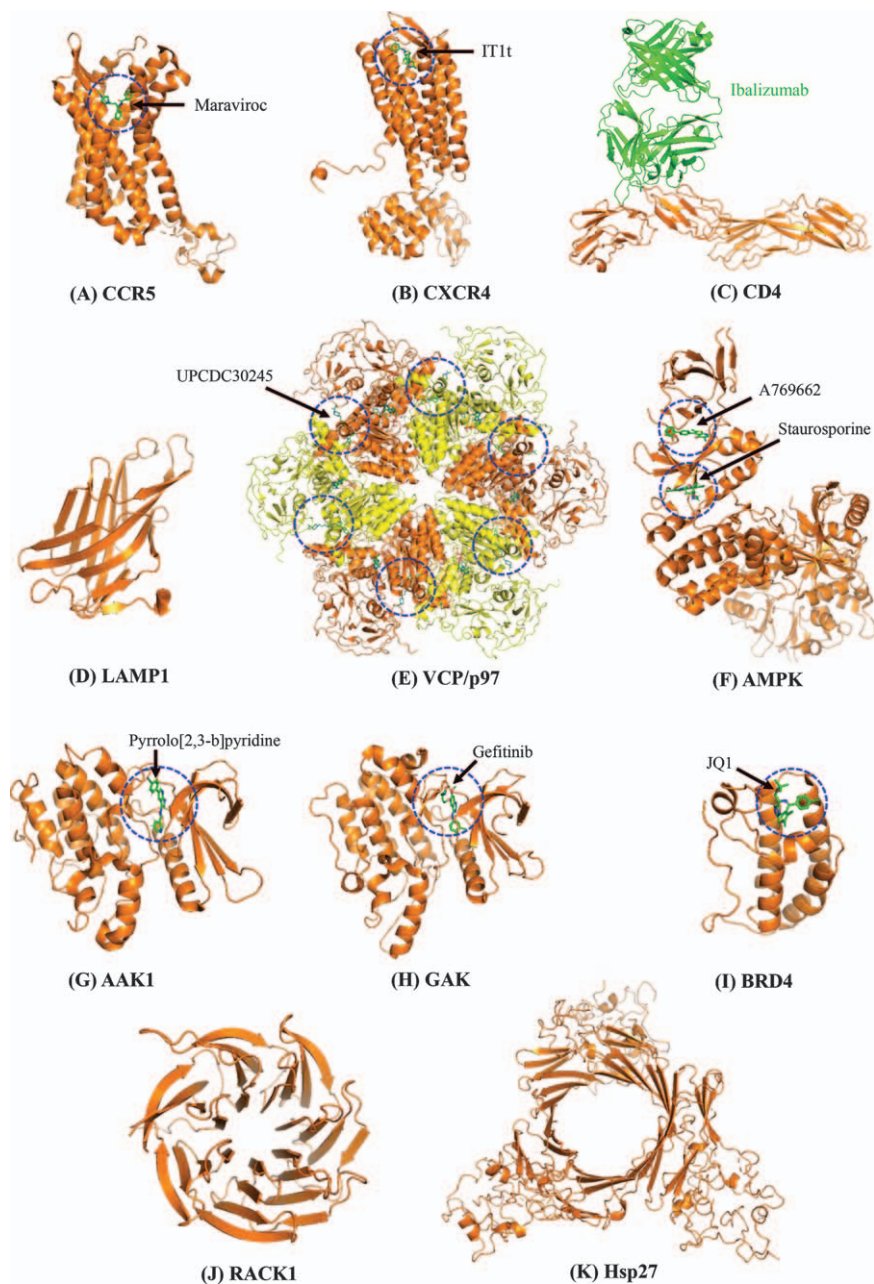 Maraviroc
IT1t
Ibalizumab
(A) CCR5
(B) CXCR4
(C) CD4
UPCDC30245
A769662
Staurosporine
(D) LAMP1
(E) VCP/p97
(F) AMPK
Pyrrolo[2,3-b]pyridine
Gefitinib
JQ1
(G) AAK1
(H) GAK
(I) BRD4
(J) RACK1
(K) Hsp27